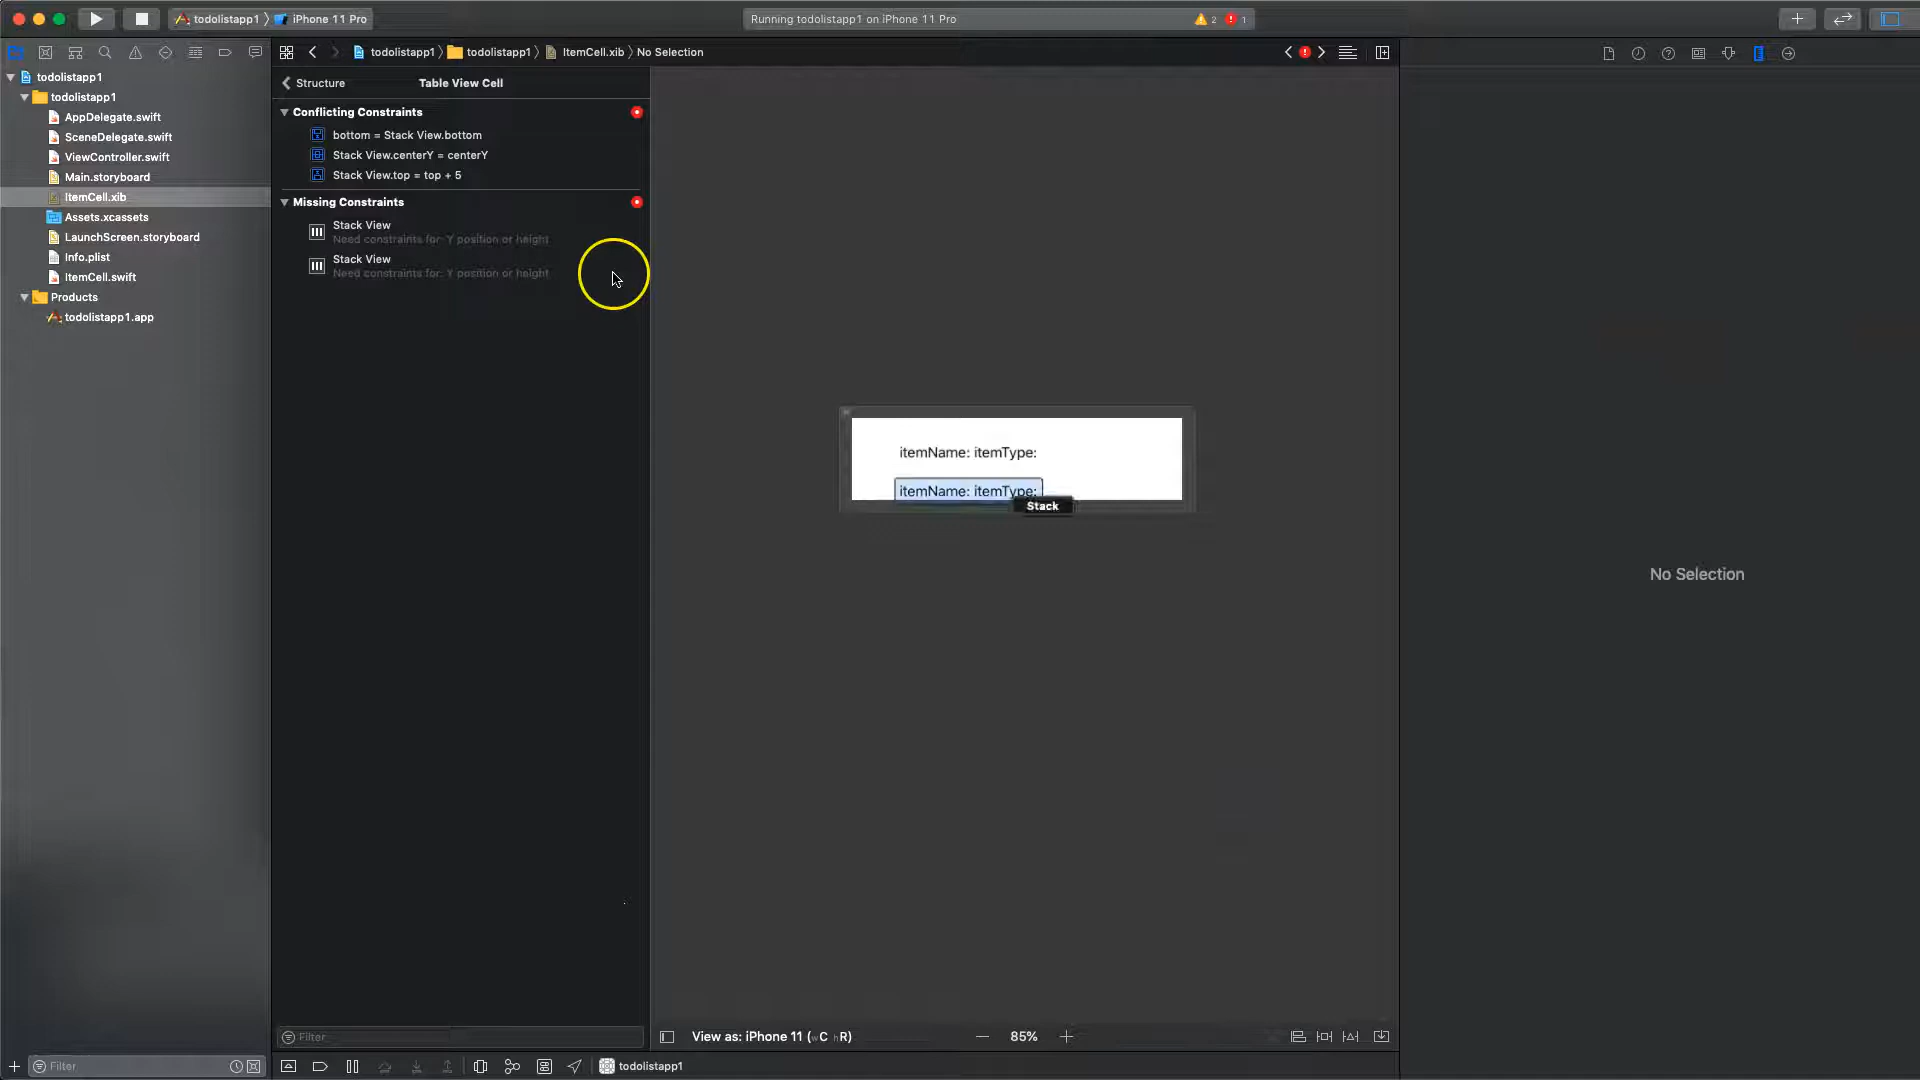 todolistapp1 〉 iPhone 11 Pro
Running todolistapp1 on iPhone 11 Pro
2
1
todolistapp1
todolistapp1
AppDelegate.swift
SceneDelegate.swift
ViewController.swift
Main.storyboard
ItemCell.xib
Assets.xcassets
LaunchScreen.storyboard
Info.plist
ItemCell.swift
Products
todolistapp1.app
Filter
todolistapp1 〉 todolistapp1 〉 ItemCell.xib 〉 No Selection
Structure
Table View Cell
Conflicting Constraints
bottom = Stack View.bottom
Stack View.centerY = centerY
Stack View.top = top + 5
Missing Constraints
Stack View
Need constraints for: Y position or height
Stack View
Need constraints for: Y position or height
Filter
itemName: itemType:
itemName: itemType:
Stack
View as: iPhone 11 (wC hR)
85%
todolistapp1
No Selection